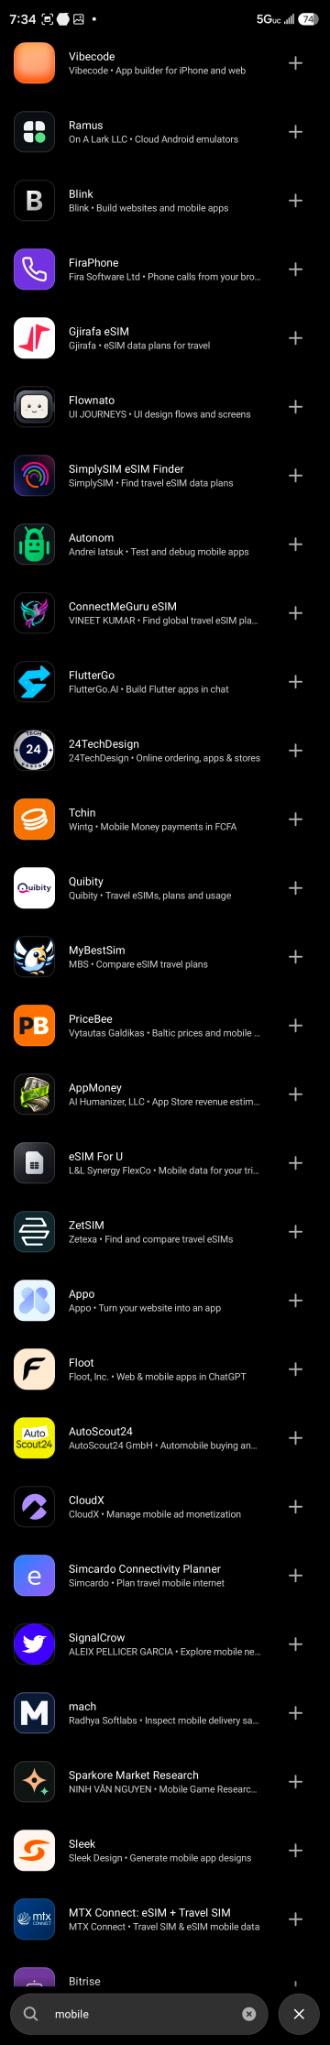 7:34
5G UC
74
Vibecode
Vibecode • App builder for iPhone and web
Ramus
On A Lark LLC • Cloud Android emulators
B
Blink
Blink • Build websites and mobile apps
FiraPhone
Fira Software Ltd • Phone calls from your bro…
Gjirafa eSIM
Gjirafa • eSIM data plans for travel
Flownato
UI JOURNEYS • UI design flows and screens
SimplySIM eSIM Finder
SimplySIM • Find travel eSIM data plans
Autonom
Andrei Iatsuk • Test and debug mobile apps
ConnectMeGuru eSIM
VINEET KUMAR • Find global travel eSIM pla…
FlutterGo
FlutterGo.AI • Build Flutter apps in chat
TECH
24
DESIGN
24TechDesign
24TechDesign • Online ordering, apps & stores
Tchin
Wintg • Mobile Money payments in FCFA
Quibity
Quibity
Quibity • Travel eSIMs, plans and usage
MyBestSim
MBS • Compare eSIM travel plans
PB
PriceBee
Vytautas Galdikas • Baltic prices and mobile …
AppMoney
AI Humanizer, LLC • App Store revenue estim…
eSIM For U
L&L Synergy FlexCo • Mobile data for your tri…
ZetSIM
Zetexa • Find and compare travel eSIMs
Appo
Appo • Turn your website into an app
F
Floot
Floot, Inc. • Web & mobile apps in ChatGPT
Auto
Scout24
AutoScout24
AutoScout24 GmbH • Automobile buying an…
CloudX
CloudX • Manage mobile ad monetization
e
Simcardo Connectivity Planner
Simcardo • Plan travel mobile internet
SignalCrow
ALEIX PELLICER GARCIA • Explore mobile ne…
M
mach
Radhya Softlabs • Inspect mobile delivery sa…
Sparkore Market Research
NINH VĂN NGUYEN • Mobile Game Researc…
Sleek
Sleek Design • Generate mobile app designs
mtx
CONNECT
MTX Connect: eSIM + Travel SIM
MTX Connect • Travel SIM & eSIM mobile data
Bitrise
mobile